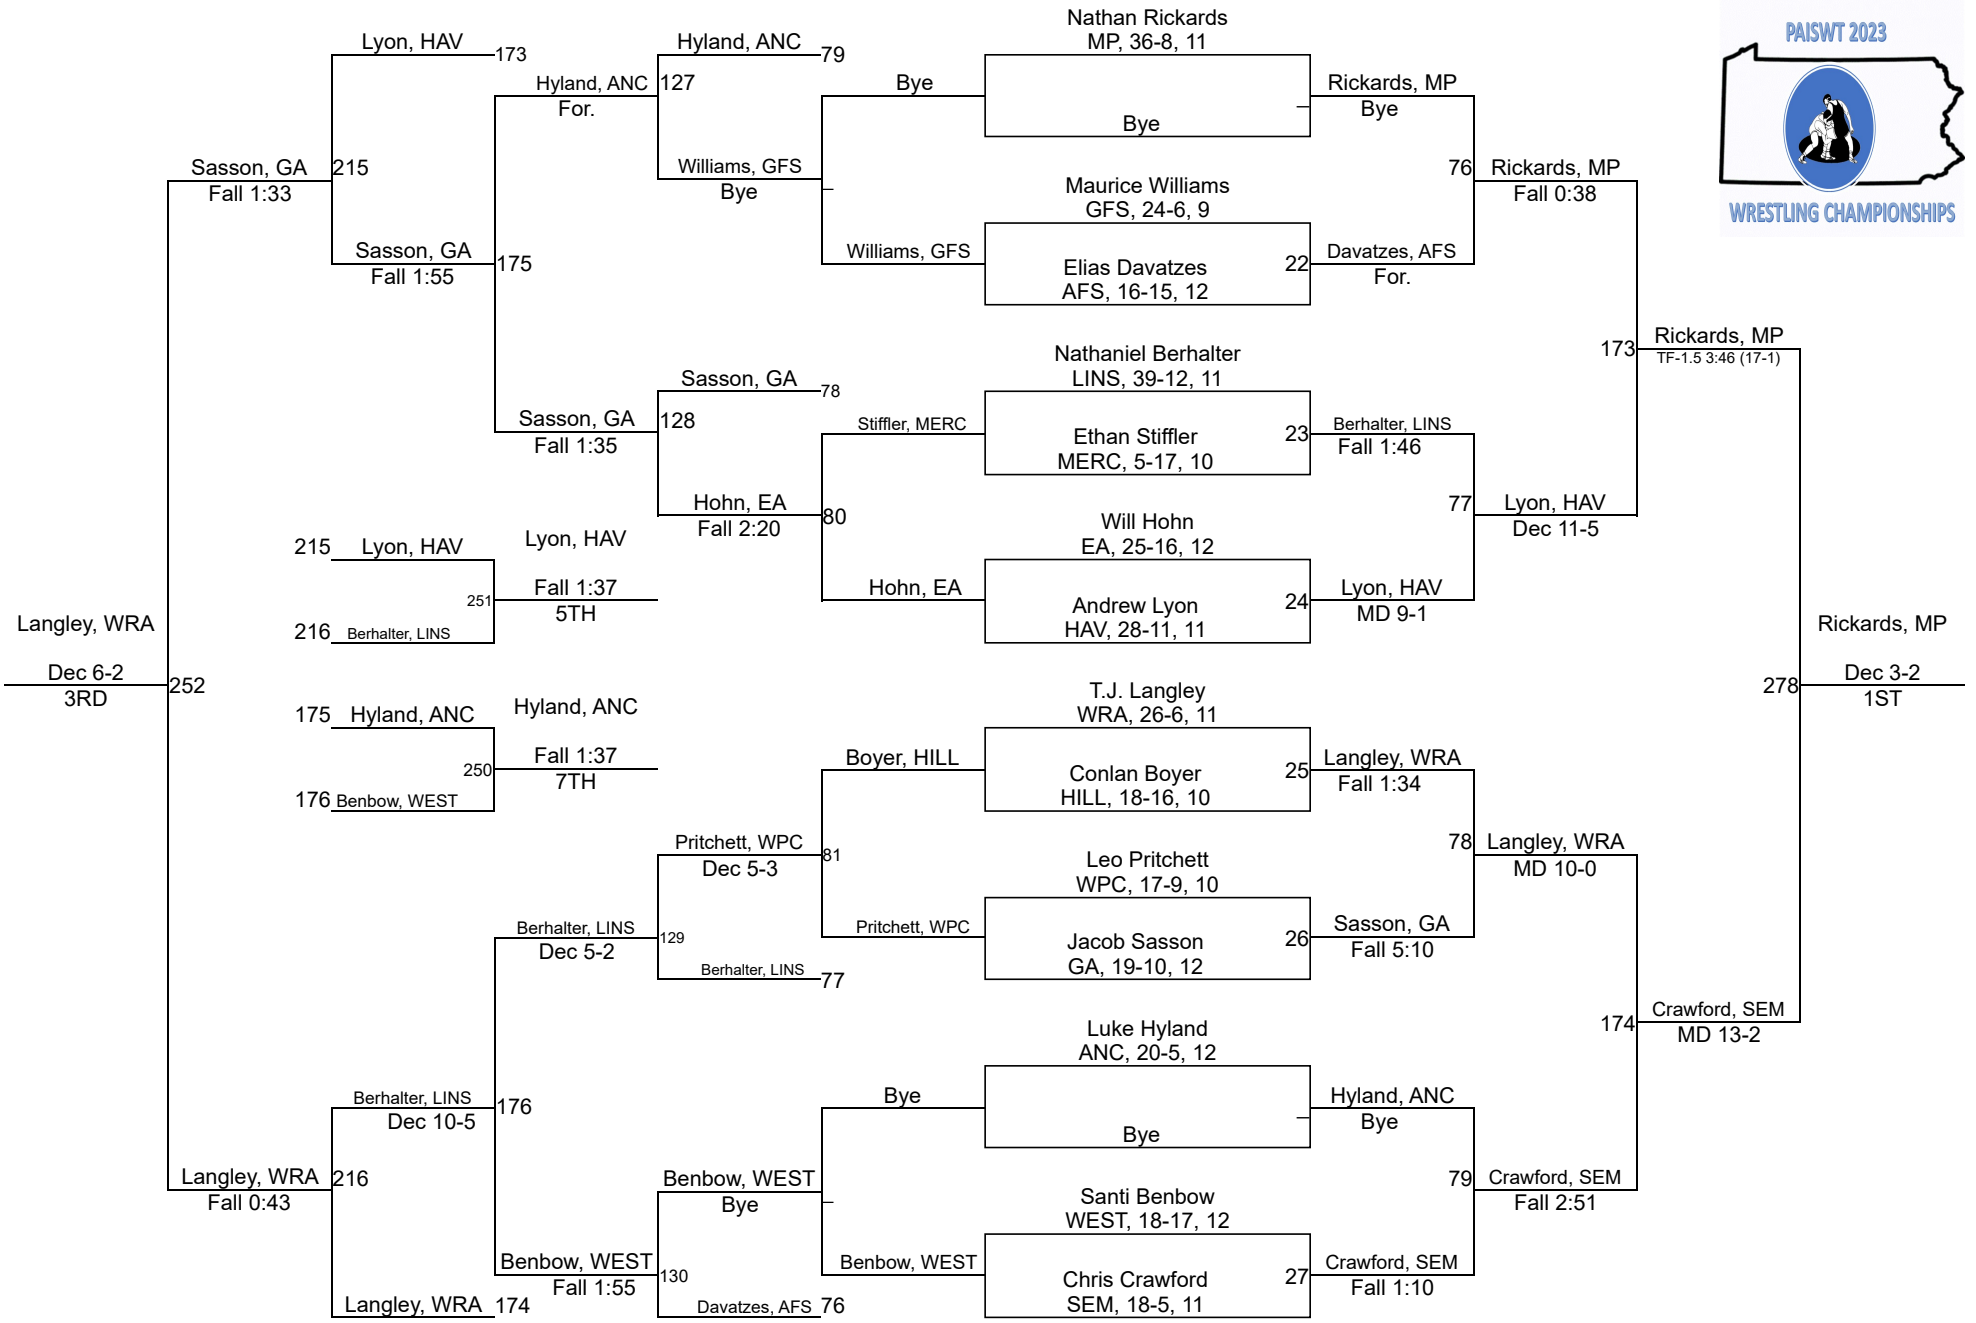 Nathan Rickards
MP, 36-8, 11
PAISWT 2023
WRESTLING CHAMPIONSHIPS
Lyon, HAV
173
Hyland, ANC
79
Hyland, ANC
127
For.
Bye
Bye
Rickards, MP
Bye
Sasson, GA
215
Fall 1:33
Williams, GFS
Bye
Maurice Williams
GFS, 24-6, 9
76
Rickards, MP
Fall 0:38
Sasson, GA
Fall 1:55
175
Williams, GFS
Elias Davatzes
AFS, 16-15, 12
22
Davatzes, AFS
For.
Nathaniel Berhalter
LINS, 39-12, 11
173
Rickards, MP
TF-1.5 3:46 (17-1)
Sasson, GA
78
Sasson, GA
128
Fall 1:35
Stiffler, MERC
Ethan Stiffler
MERC, 5-17, 10
23
Berhalter, LINS
Fall 1:46
Hohn, EA
80
Fall 2:20
Will Hohn
EA, 25-16, 12
77
Lyon, HAV
Dec 11-5
215
Lyon, HAV
Lyon, HAV
251
Fall 1:37
5TH
216
Berhalter, LINS
Hohn, EA
Andrew Lyon
HAV, 28-11, 11
24
Lyon, HAV
MD 9-1
Langley, WRA
Dec 6-2
3RD
252
Rickards, MP
278
Dec 3-2
1ST
175
Hyland, ANC
Hyland, ANC
250
Fall 1:37
7TH
176
Benbow, WEST
T.J. Langley
WRA, 26-6, 11
Boyer, HILL
Conlan Boyer
HILL, 18-16, 10
25
Langley, WRA
Fall 1:34
Pritchett, WPC
81
Dec 5-3
Leo Pritchett
WPC, 17-9, 10
78
Langley, WRA
MD 10-0
Berhalter, LINS
129
Dec 5-2
Berhalter, LINS
77
Pritchett, WPC
Jacob Sasson
GA, 19-10, 12
26
Sasson, GA
Fall 5:10
Luke Hyland
ANC, 20-5, 12
174
Crawford, SEM
MD 13-2
Berhalter, LINS
176
Dec 10-5
Bye
Bye
Hyland, ANC
Bye
Langley, WRA
216
Fall 0:43
Benbow, WEST
Bye
Santi Benbow
WEST, 18-17, 12
79
Crawford, SEM
Fall 2:51
Benbow, WEST
130
Fall 1:55
Benbow, WEST
Chris Crawford
SEM, 18-5, 11
27
Crawford, SEM
Fall 1:10
Langley, WRA
174
Davatzes, AFS
76